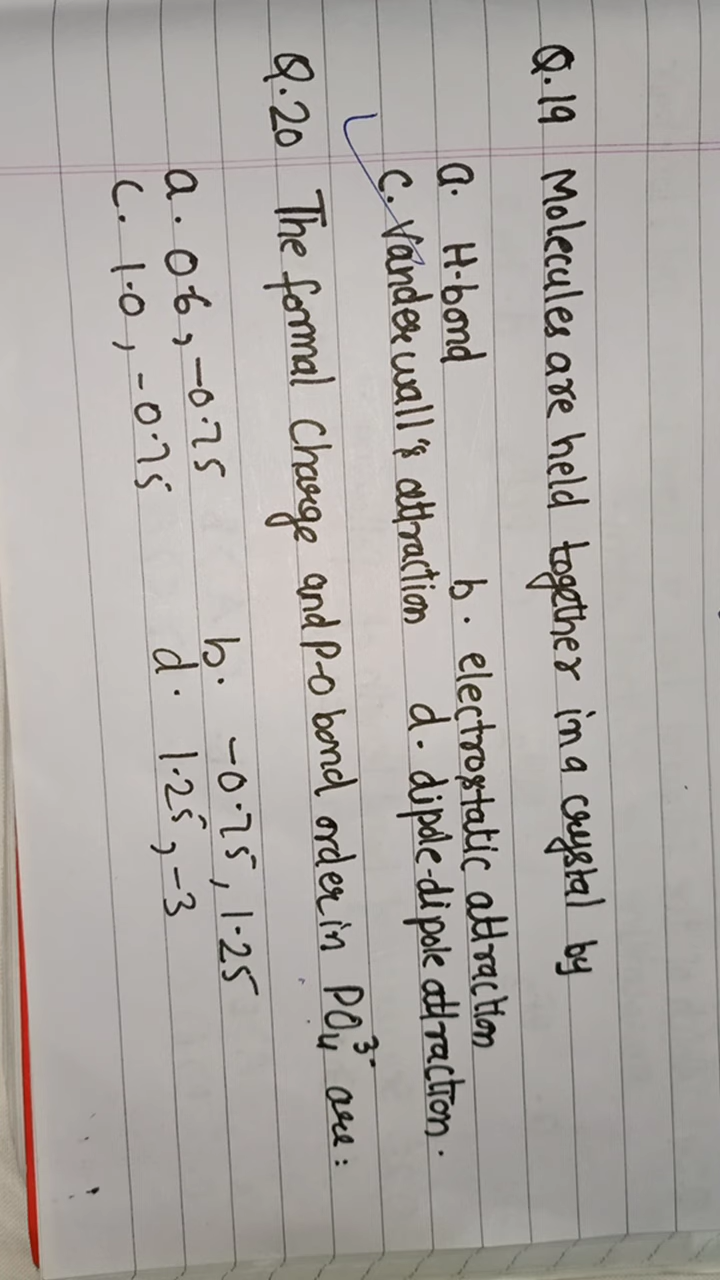 Q.19 Molecules are held together in a crystal by
a. H-bond b. electrostatic attraction
c. Vander wall's attraction d. dipole-dipole attraction.
Q.20 The formal Charge and P-O bond order in PO₄³⁻ are:
a. 0.6, -0.75 b. -0.75, 1.25
c. 1.0, -0.75 d. 1.25, -3